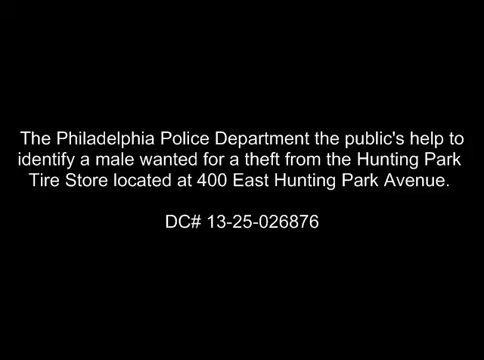 The Philadelphia Police Department the public's help to
identify a male wanted for a theft from the Hunting Park
Tire Store located at 400 East Hunting Park Avenue.
DC# 13-25-026876